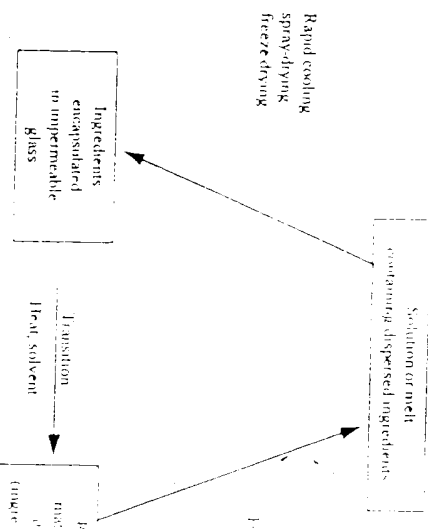 Solution or melt
containing dispersed ingredients
Rapid cooling
spray-drying
freeze drying
Ingredients
encapsulated
in impermeable
glass
Transition
Heat, solvent